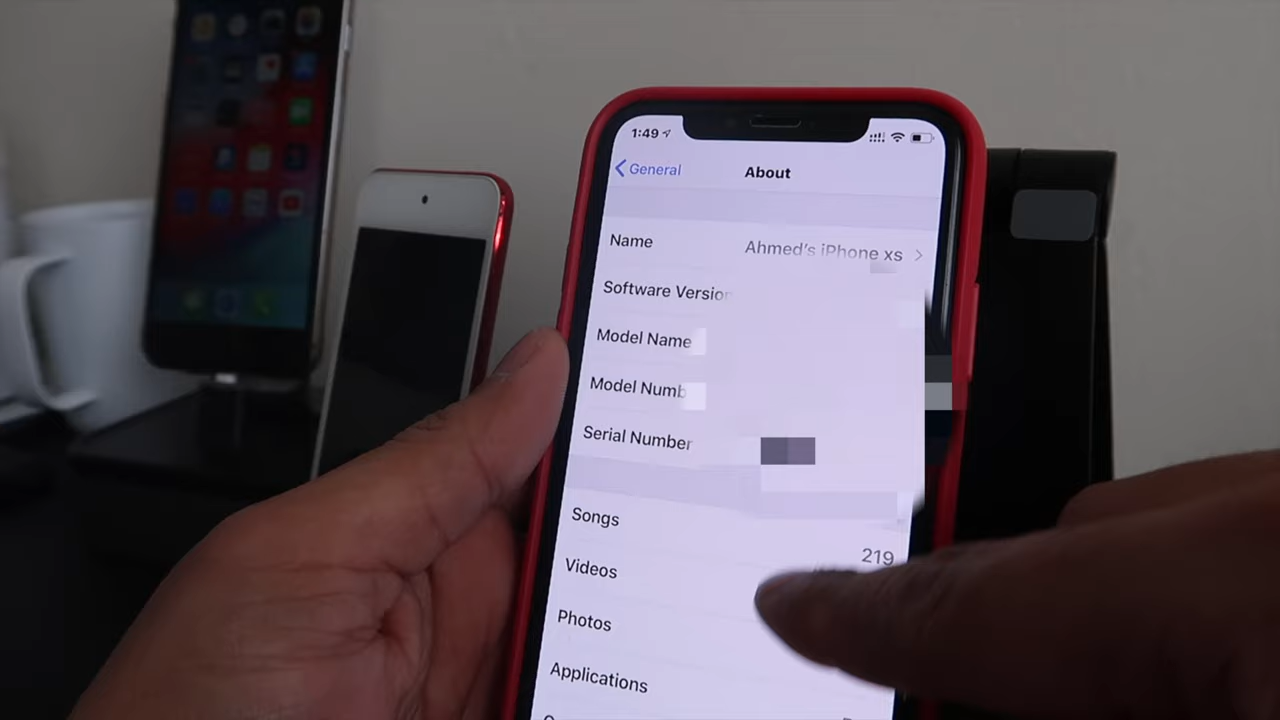 1:49
General
About
Name
Ahmed's iPhone xs
Software Version
Model Name
Model Numb
Serial Number
Songs
219
Videos
Photos
Applications